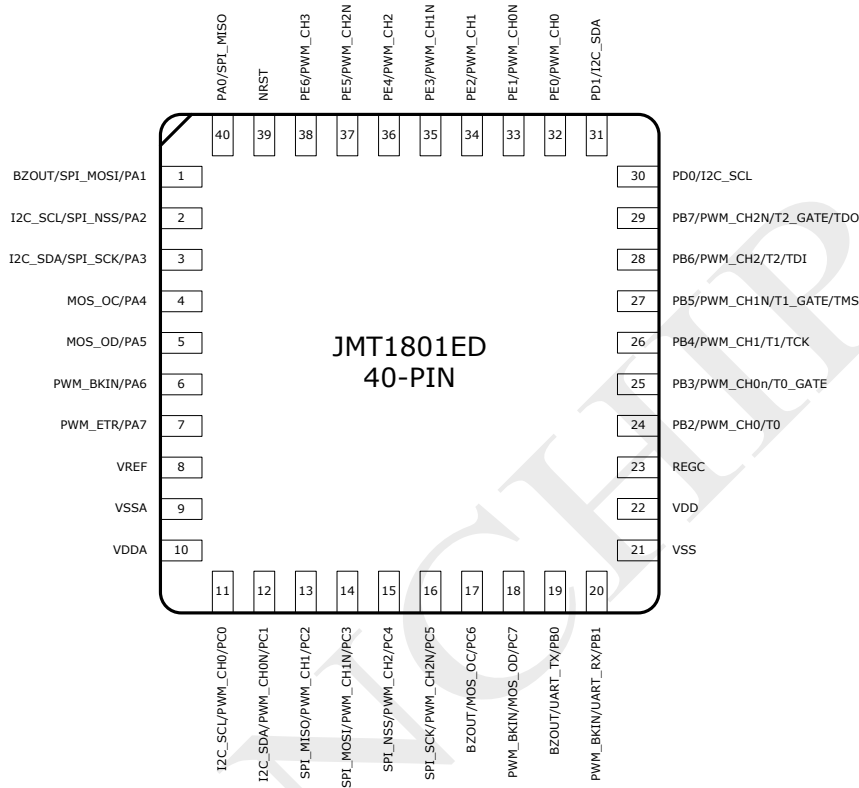 PA0/SPI_MISO
NRST
PE6/PWM_CH3
PE5/PWM_CH2N
PE4/PWM_CH2
PE3/PWM_CH1N
PE2/PWM_CH1
PE1/PWM_CH0N
PE0/PWM_CH0
PD1/I2C_SDA
40
39
38
37
36
35
34
33
32
31
BZOUT/SPI_MOSI/PA1
1
I2C_SCL/SPI_NSS/PA2
2
I2C_SDA/SPI_SCK/PA3
3
MOS_OC/PA4
4
MOS_OD/PA5
5
PWM_BKIN/PA6
6
PWM_ETR/PA7
7
VREF
8
VSSA
9
VDDA
10
JMT1801ED
40-PIN
30
PD0/I2C_SCL
29
PB7/PWM_CH2N/T2_GATE/TDO
28
PB6/PWM_CH2/T2/TDI
27
PB5/PWM_CH1N/T1_GATE/TMS
26
PB4/PWM_CH1/T1/TCK
25
PB3/PWM_CH0n/T0_GATE
24
PB2/PWM_CH0/T0
23
REGC
22
VDD
21
VSS
11
12
13
14
15
16
17
18
19
20
I2C_SCL/PWM_CH0/PC0
I2C_SDA/PWM_CH0N/PC1
SPI_MISO/PWM_CH1/PC2
SPI_MOSI/PWM_CH1N/PC3
SPI_NSS/PWM_CH2/PC4
SPI_SCK/PWM_CH2N/PC5
BZOUT/MOS_OC/PC6
PWM_BKIN/MOS_OD/PC7
BZOUT/UART_TX/PB0
PWM_BKIN/UART_RX/PB1